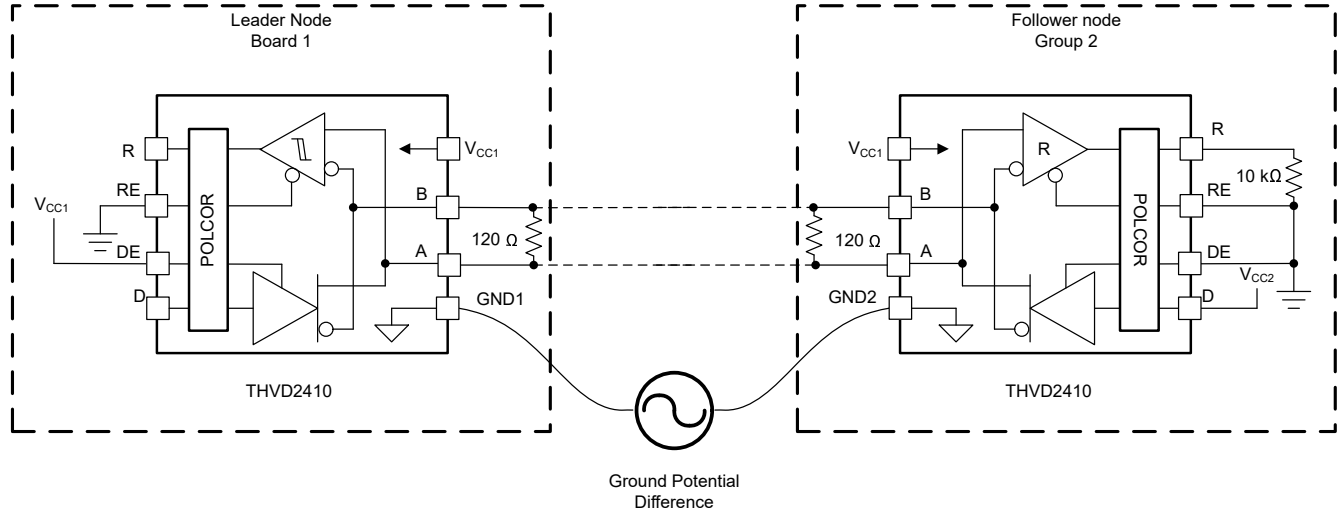 Leader Node
Board 1
R
RE
VCC1
DE
D
POLCOR
VCC1
B
A
120 Ω
GND1
THVD2410
Ground Potential
Difference
Follower node
Group 2
VCC1
B
120 Ω
A
GND2
R
POLCOR
R
10 kΩ
RE
DE
VCC2
D
THVD2410